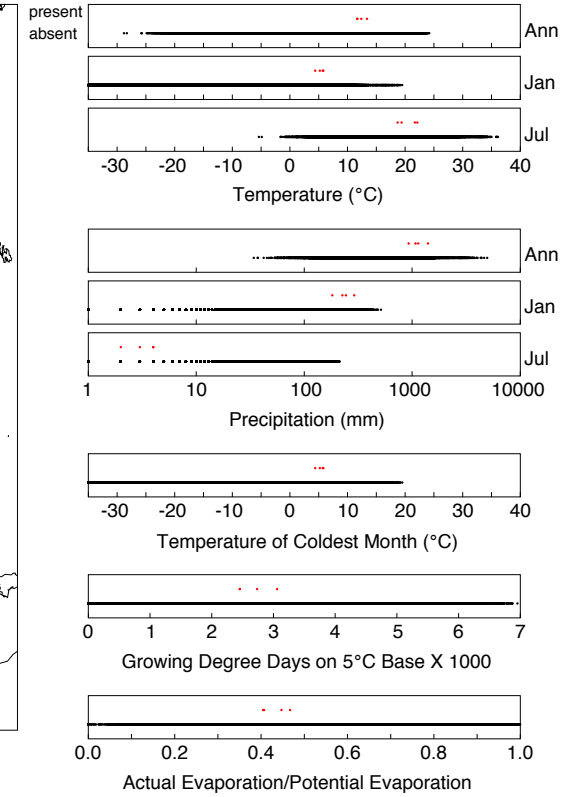 present
absent
Ann
Jan
Jul
-30 -20 -10 0 10 20 30 40
Temperature (°C)
Ann
Jan
Jul
1 10 100 1000 10000
Precipitation (mm)
-30 -20 -10 0 10 20 30 40
Temperature of Coldest Month (°C)
0 1 2 3 4 5 6 7
Growing Degree Days on 5°C Base X 1000
0.0 0.2 0.4 0.6 0.8 1.0
Actual Evaporation/Potential Evaporation